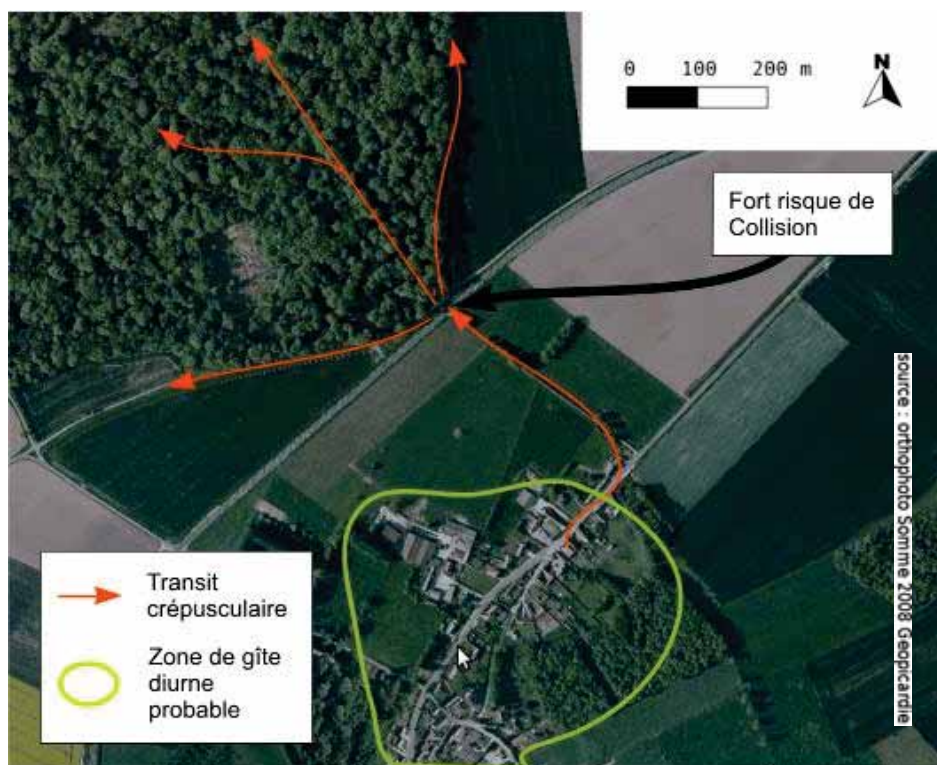 0 100 200 m
N
Fort risque de
Collision
source : orthophoto Somme 2008 Geopicardie
Transit
crépusculaire
Zone de gîte
diurne
probable